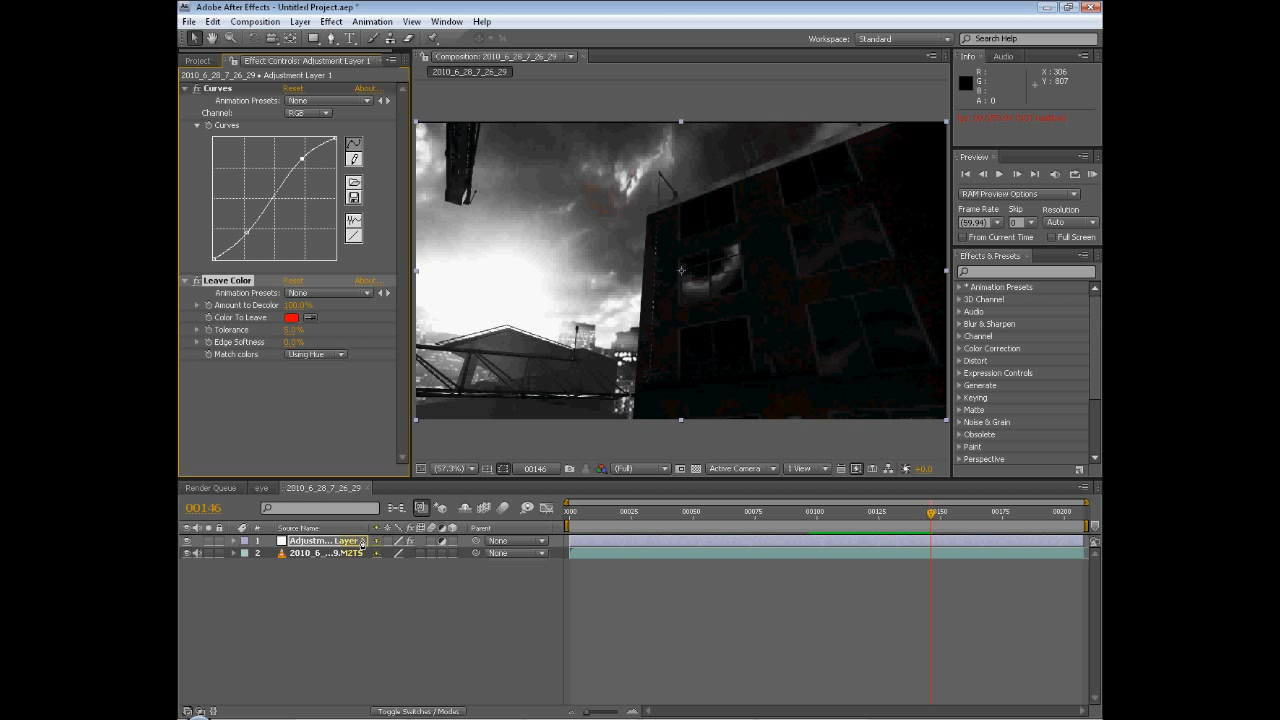 Adobe After Effects - Untitled Project.aep *
File Edit Composition Layer Effect Animation View Window Help
Workspace: Standard Search Help
Project Effect Controls: Adjustment Layer 1
2010_6_28_7_26_29 • Adjustment Layer 1
Curves Reset About...
Animation Presets: None
Channel: RGB
Curves
Leave Color Reset About...
Animation Presets: None
Amount to Decolor 100.0%
Color To Leave
Tolerance 5.0%
Edge Softness 0.0%
Match colors Using Hue
Composition: 2010_6_28_7_26_29
2010_6_28_7_26_29
(57.3%) 00146 (Full) Active Camera 1 View +0.0
Info Audio
R: X: 306
G: Y: 807
B:
A: 0
Preview
RAM Preview Options
Frame Rate Skip Resolution
(59.94) 0 Auto
From Current Time Full Screen
Effects & Presets
* Animation Presets
3D Channel
Audio
Blur & Sharpen
Channel
Color Correction
Distort
Expression Controls
Generate
Keying
Matte
Noise & Grain
Obsolete
Paint
Perspective
Render Queue eye 2010_6_28_7_26_29
00146
# Source Name Parent
1 Adjustm... Layer None
2 2010_6_...9.M2TS None
0000 00025 00050 00075 00100 00125 00150 00175 00200
Toggle Switches / Modes